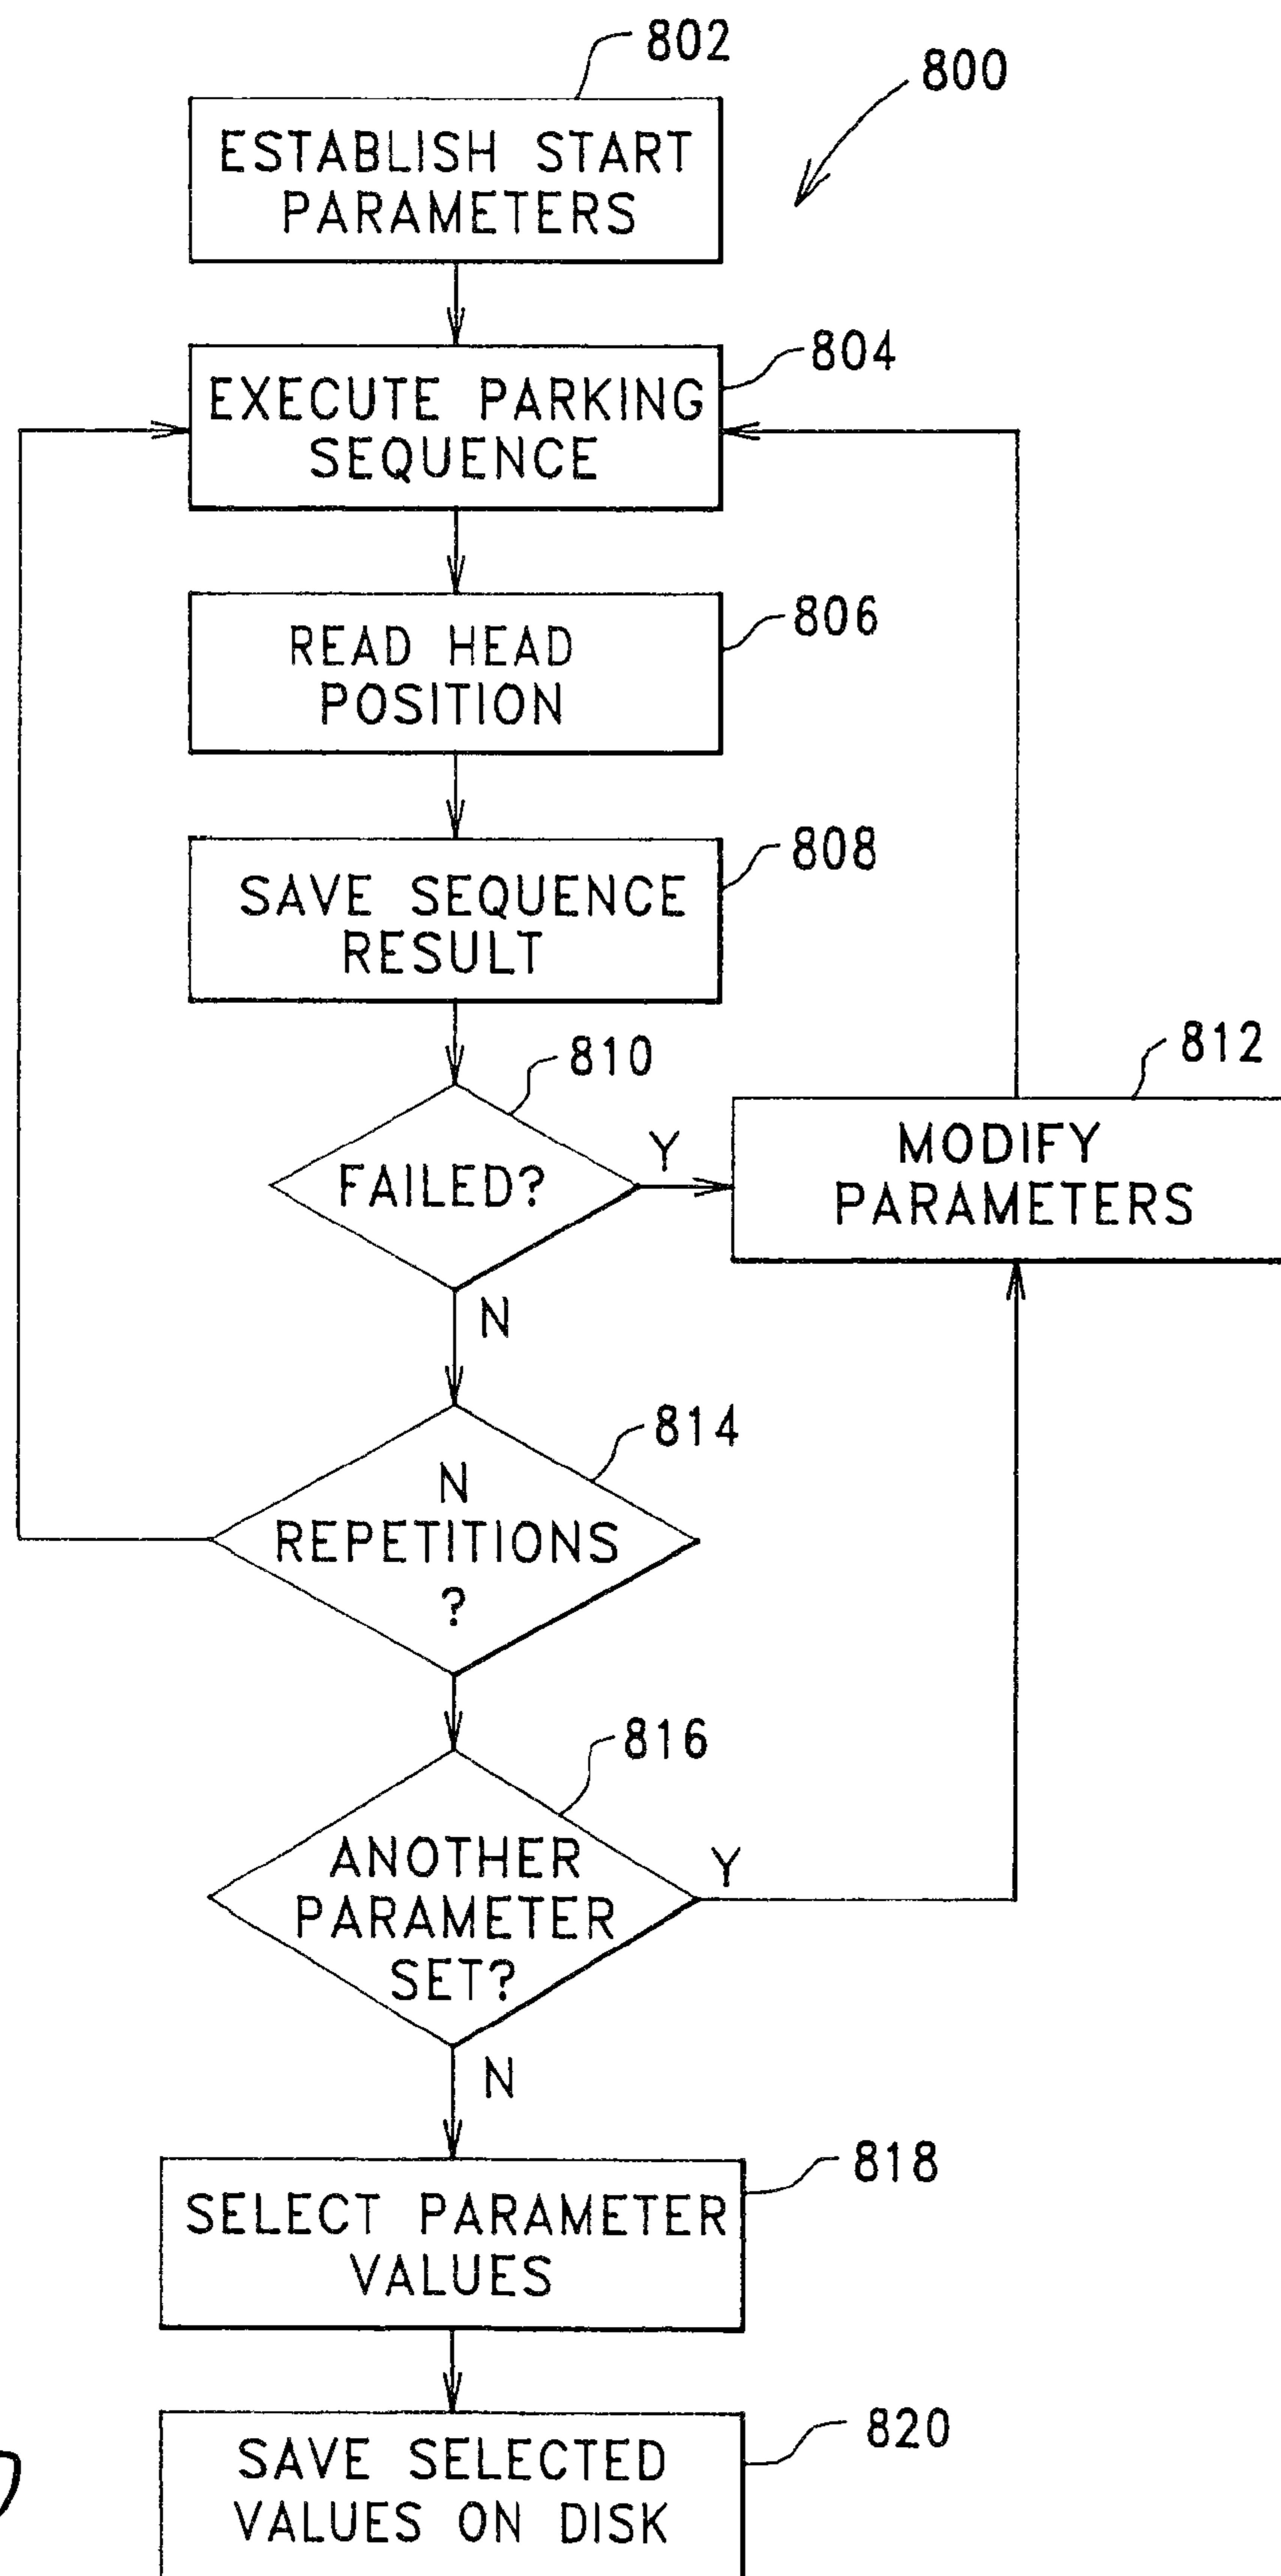 802
800
ESTABLISH START
PARAMETERS
804
EXECUTE PARKING
SEQUENCE
806
READ HEAD
POSITION
808
SAVE SEQUENCE
RESULT
810
FAILED?
Y
812
MODIFY
PARAMETERS
N
814
N
REPETITIONS
?
816
ANOTHER
PARAMETER
SET?
Y
N
818
SELECT PARAMETER
VALUES
820
SAVE SELECTED
VALUES ON DISK